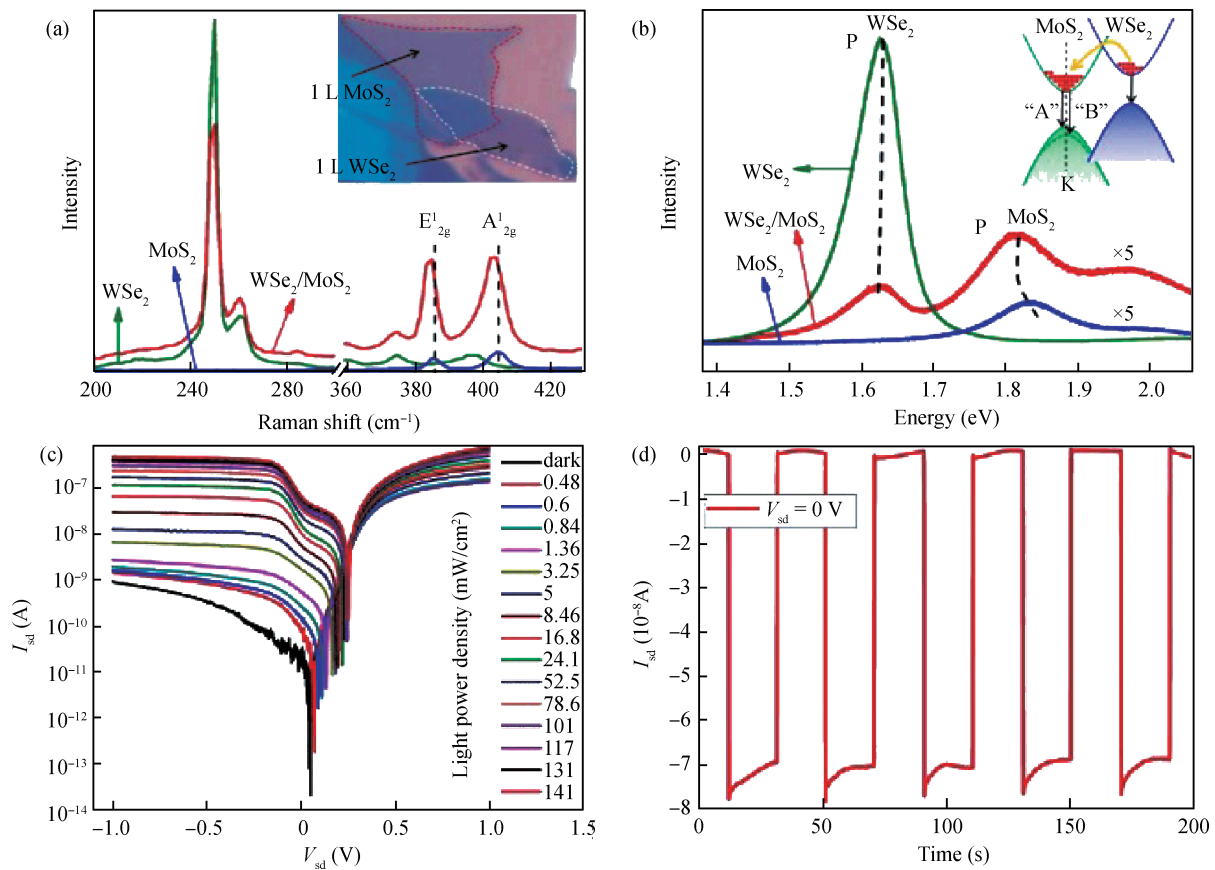 (a)
Intensity
1 L MoS₂
1 L WSe₂
E¹₂g
A¹₂g
MoS₂
WSe₂
WSe₂/MoS₂
200 240 280 360 380 400 420
Raman shift (cm⁻¹)
(b)
Intensity
P
WSe₂
MoS₂ WSe₂
“A” “B”
K
WSe₂
WSe₂/MoS₂
MoS₂
P
MoS₂
×5
×5
1.4 1.5 1.6 1.7 1.8 1.9 2.0
Energy (eV)
(c)
Isd (A)
10⁻⁷
10⁻⁸
10⁻⁹
10⁻¹⁰
10⁻¹¹
10⁻¹²
10⁻¹³
10⁻¹⁴
Light power density (mW/cm²)
dark
0.48
0.6
0.84
1.36
3.25
5
8.46
16.8
24.1
52.5
78.6
101
117
131
141
−1.0 −0.5 0 0.5 1.0 1.5
Vsd (V)
(d)
Isd (10⁻⁸A)
0
−1
−2
−3
−4
−5
−6
−7
−8
Vsd = 0 V
0 50 100 150 200
Time (s)